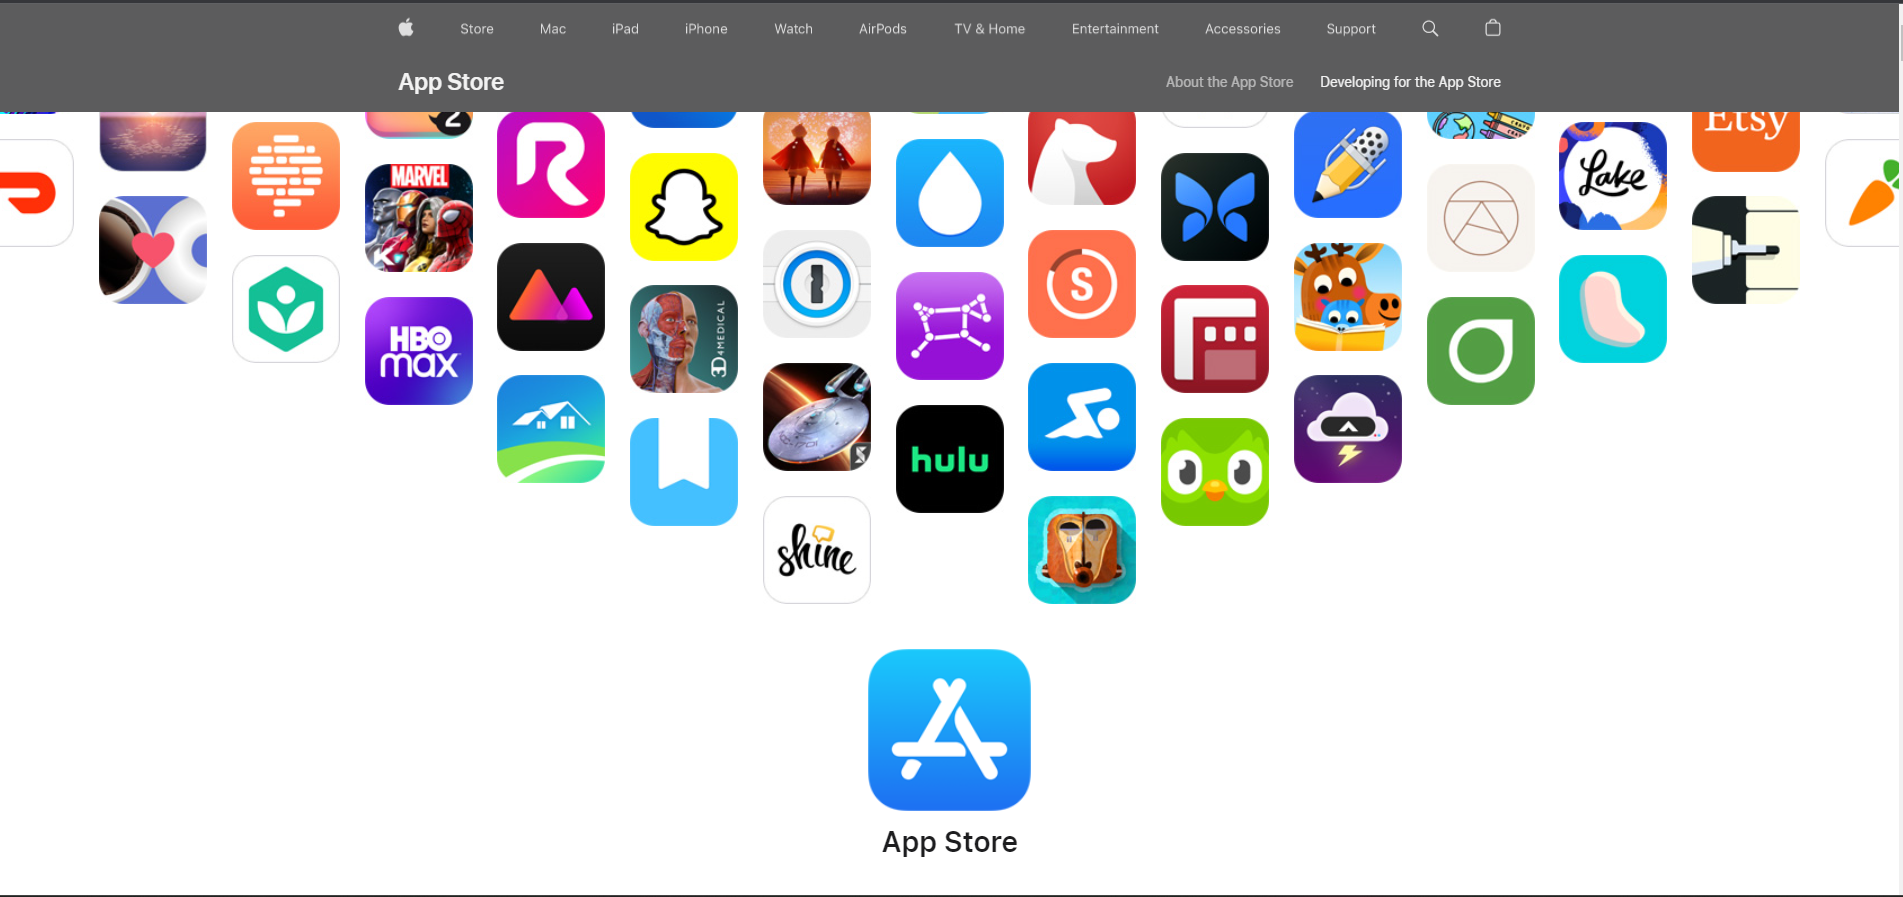 Store Mac iPad iPhone Watch AirPods TV & Home Entertainment Accessories Support
App Store About the App Store Developing for the App Store
2
Etsy
MARVEL
K
Lake
HBO
max
3D4MEDICAL
S
hulu
shine
App Store